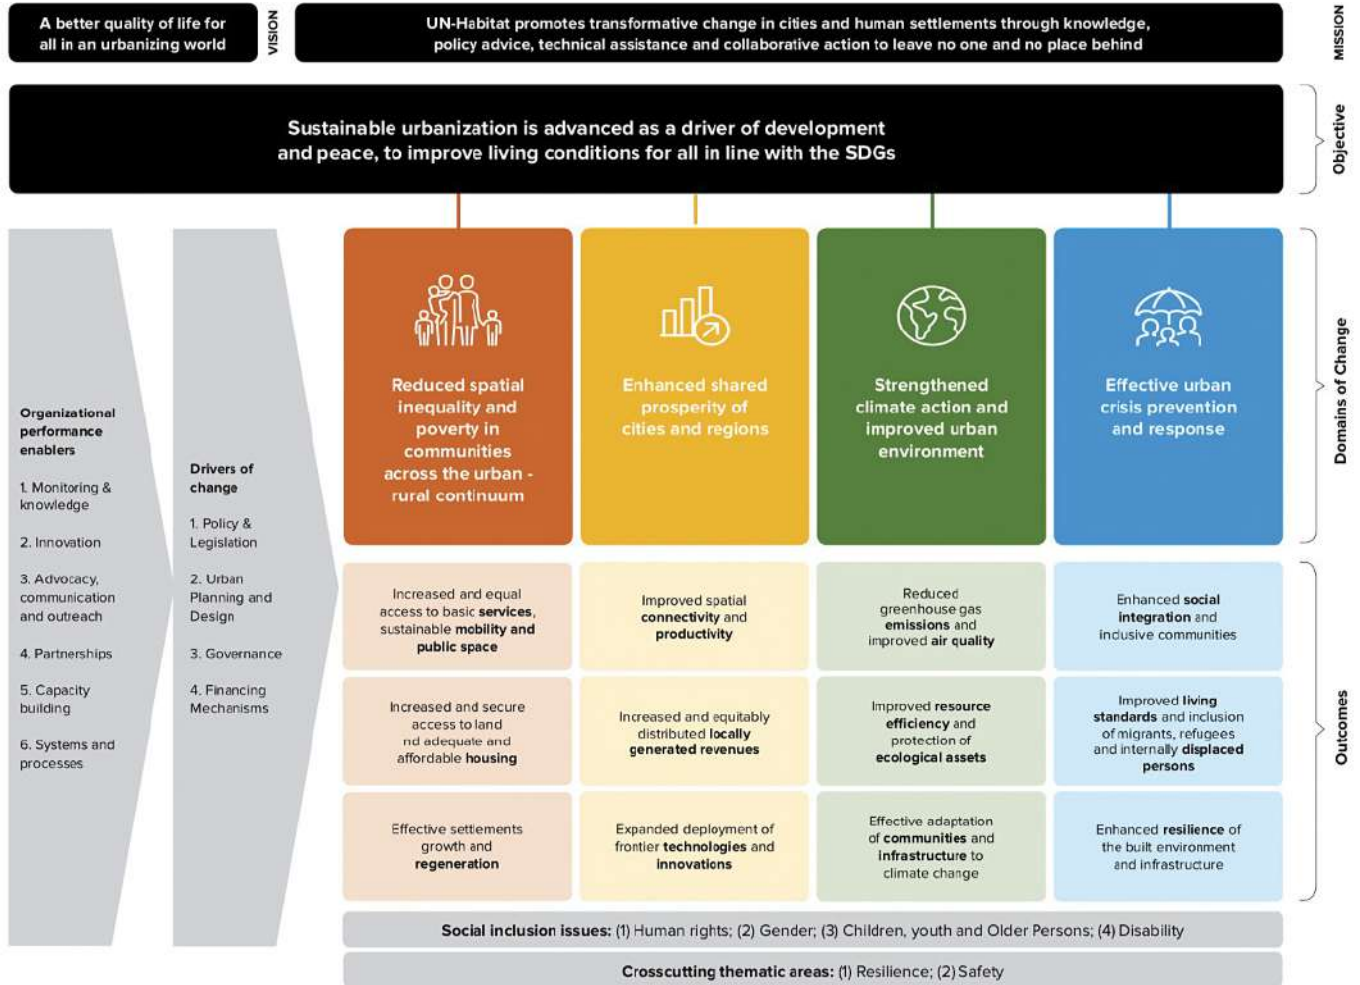 A better quality of life for
all in an urbanizing world
VISION
UN-Habitat promotes transformative change in cities and human settlements through knowledge,
policy advice, technical assistance and collaborative action to leave no one and no place behind
MISSION
Sustainable urbanization is advanced as a driver of development
and peace, to improve living conditions for all in line with the SDGs
Objective
Organizational
performance
enablers
1. Monitoring &
knowledge
2. Innovation
3. Advocacy,
communication
and outreach
4. Partnerships
5. Capacity
building
6. Systems and
processes
Drivers of
change
1. Policy &
Legislation
2. Urban
Planning and
Design
3. Governance
4. Financing
Mechanisms
Reduced spatial
inequality and
poverty in
communities
across the urban -
rural continuum
Enhanced shared
prosperity of
cities and regions
Strengthened
climate action and
improved urban
environment
Effective urban
crisis prevention
and response
Domains of Change
Increased and equal
access to basic services,
sustainable mobility and
public space
Improved spatial
connectivity and
productivity
Reduced
greenhouse gas
emissions and
improved air quality
Enhanced social
integration and
inclusive communities
Increased and secure
access to land
nd adequate and
affordable housing
Increased and equitably
distributed locally
generated revenues
Improved resource
efficiency and
protection of
ecological assets
Improved living
standards and inclusion
of migrants, refugees
and internally displaced
persons
Effective settlements
growth and
regeneration
Expanded deployment of
frontier technologies and
innovations
Effective adaptation
of communities and
infrastructure to
climate change
Enhanced resilience of
the built environment
and infrastructure
Outcomes
Social inclusion issues: (1) Human rights; (2) Gender; (3) Children, youth and Older Persons; (4) Disability
Crosscutting thematic areas: (1) Resilience; (2) Safety